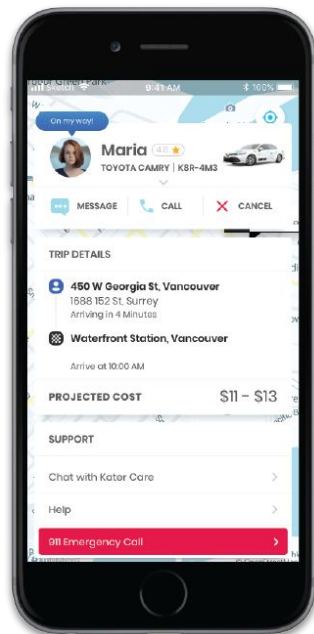 Sketch
9:41 AM
100%
On my way!
Maria 4.8
TOYOTA CAMRY | K8R-4M3
MESSAGE
CALL
CANCEL
TRIP DETAILS
450 W Georgia St, Vancouver
1688 152 St, Surrey
Arriving in 4 Minutes
Waterfront Station, Vancouver
Arrive at 10:00 AM
PROJECTED COST $11 – $13
SUPPORT
Chat with Kater Care
Help
911 Emergency Call